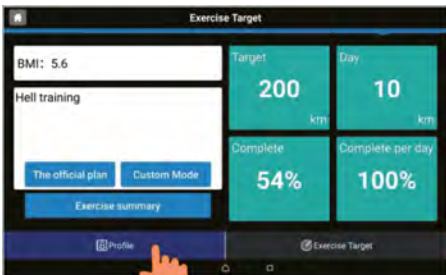 Exercise Target
BMI: 5.6
Hell training
The official plan
Custom Mode
Exercise summary
Target
200
km
Day
10
km
Complete
54%
Complete per day
100%
Profile
Exercise Target